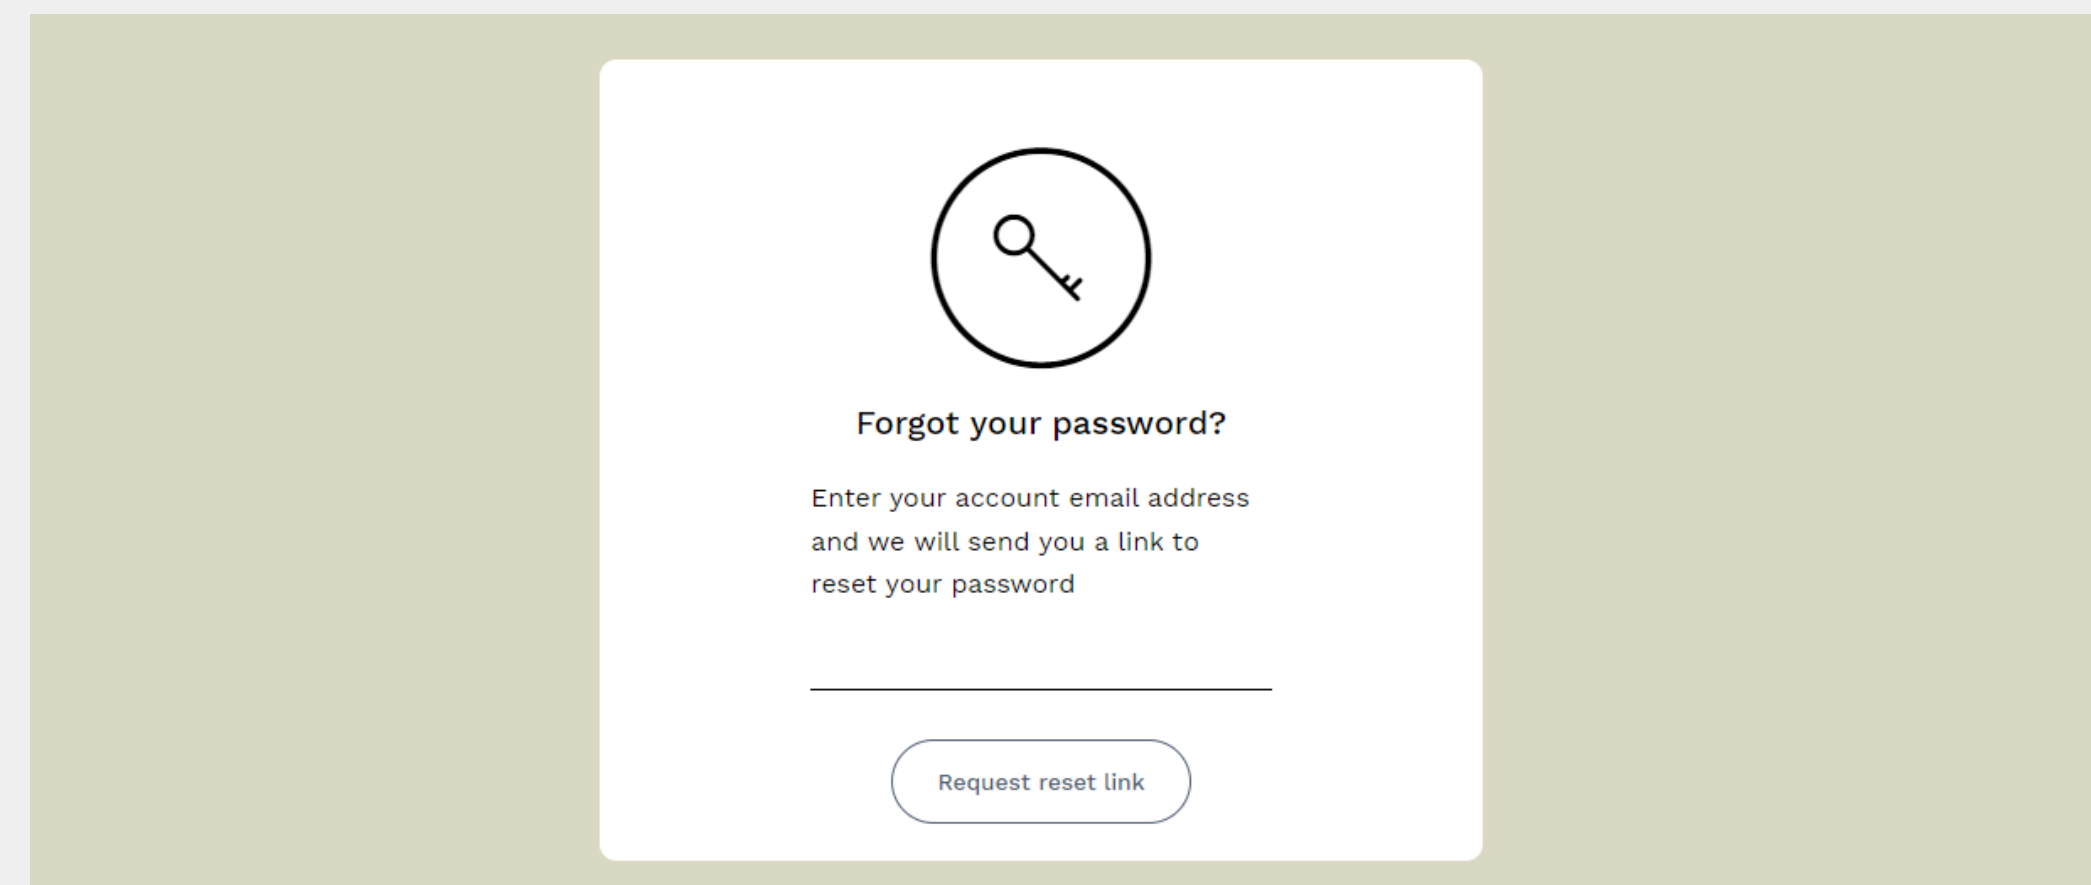 Forgot your password?
Enter your account email address
and we will send you a link to
reset your password
Request reset link